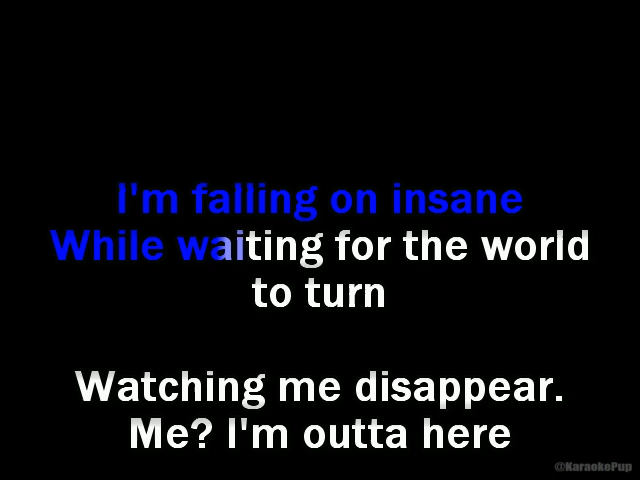 I'm falling on insane
While waiting for the world
to turn
Watching me disappear.
Me? I'm outta here
@KaraokePup